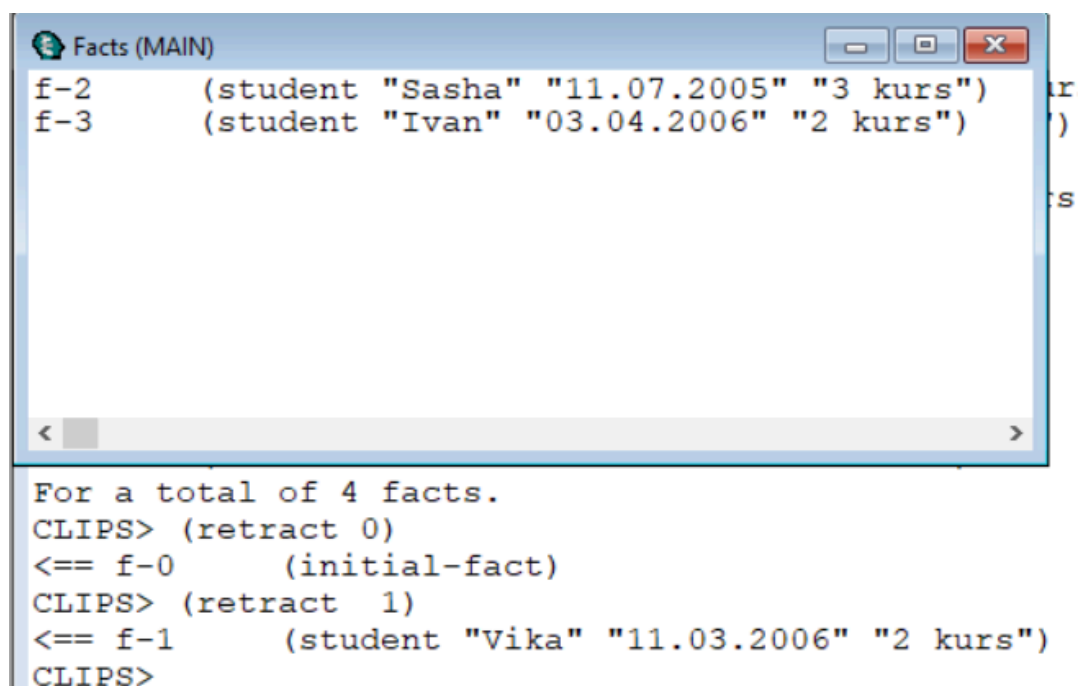 Facts (MAIN)
f-2 (student "Sasha" "11.07.2005" "3 kurs")
f-3 (student "Ivan" "03.04.2006" "2 kurs")
For a total of 4 facts.
CLIPS> (retract 0)
<== f-0 (initial-fact)
CLIPS> (retract 1)
<== f-1 (student "Vika" "11.03.2006" "2 kurs")
CLIPS>